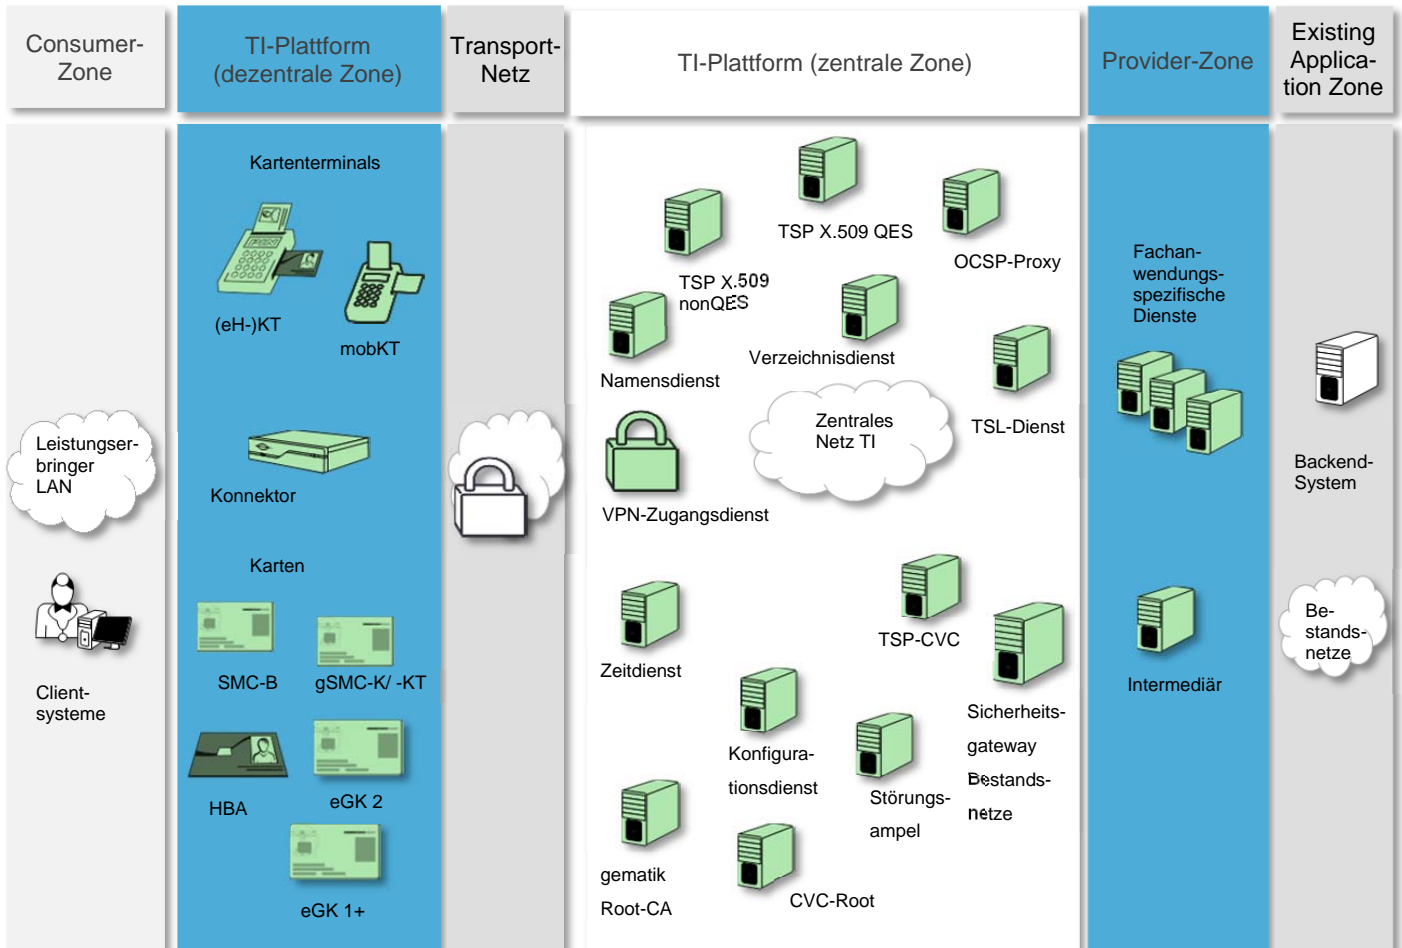 Consumer-
Zone
TI-Plattform
(dezentrale Zone)
Transport-
Netz
TI-Plattform (zentrale Zone)
Provider-Zone
Existing
Applica-
tion Zone
Leistungser-
bringer
LAN
Client-
systeme
Kartenterminals
(eH-)KT
mobKT
Konnektor
Karten
SMC-B
gSMC-K/ -KT
HBA
eGK 2
eGK 1+
TSP X.509 QES
OCSP-Proxy
TSP X.509
nonQES
Verzeichnisdienst
Namensdienst
TSL-Dienst
Zentrales
Netz TI
VPN-Zugangsdienst
TSP-CVC
Zeitdienst
Sicherheits-
gateway
Bestands-
netze
Konfigura-
tionsdienst
Störungs-
ampel
gematik
Root-CA
CVC-Root
Fachan-
wendungs-
spezifische
Dienste
Intermediär
Backend-
System
Be-
stands-
netze